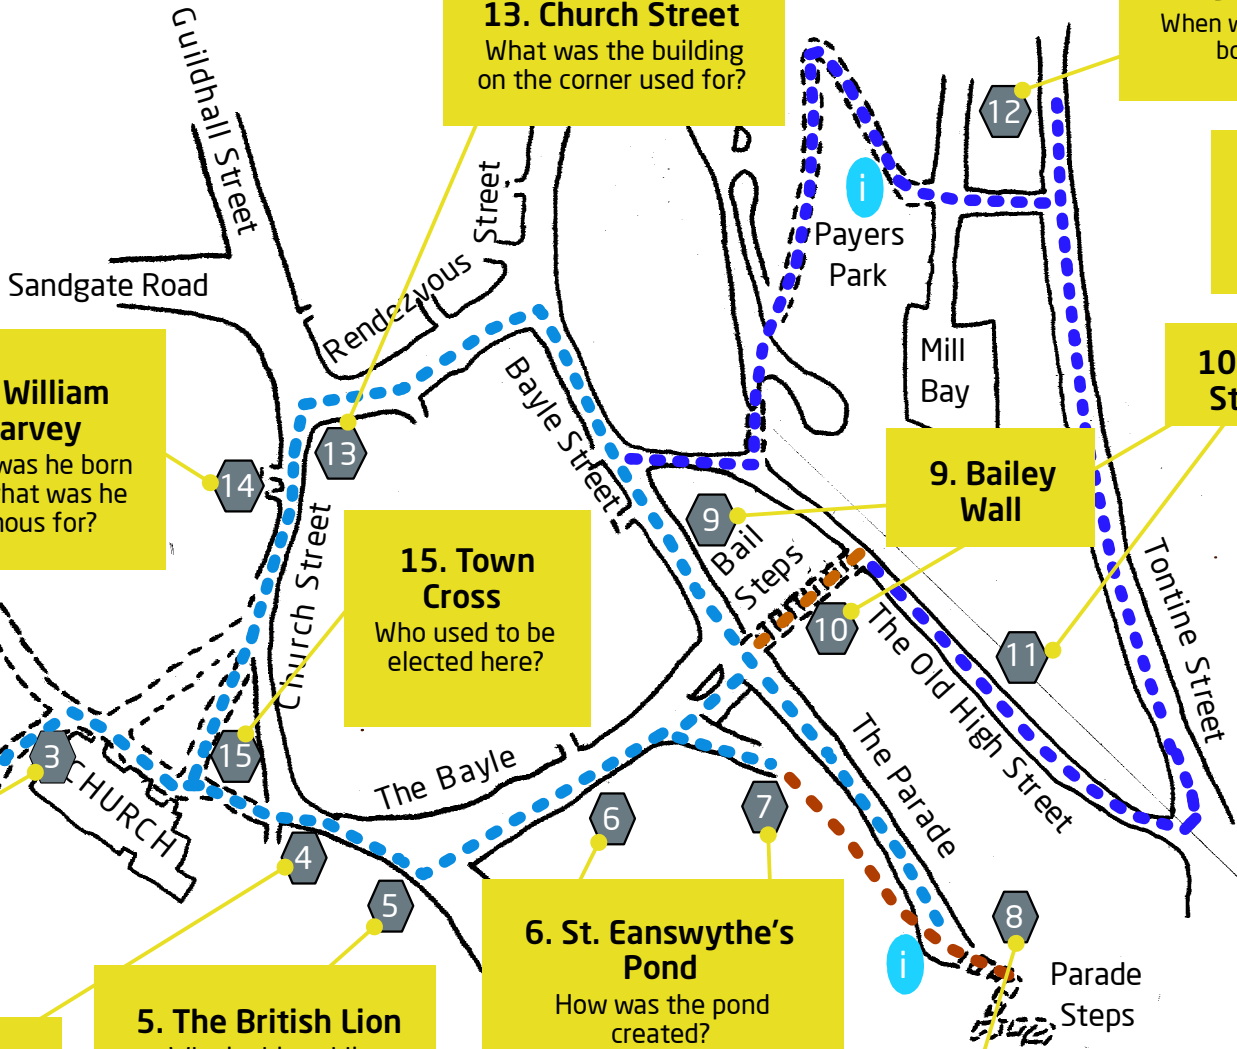 13. Church Street
What was the building
on the corner used for?
When w
bo
12
Guildhall Street
Street
Rendezvous
Sandgate Road
i
Payers
Park
Mill
Bay
William
arvey
was he born
hat was he
ous for?
14
13
Bayle Street
10
St
9. Bailey
Wall
9
Bail
Steps
10
11
The Old High Street
Tontine Street
Church Street
15. Town
Cross
Who used to be
elected here?
15
3
CHURCH
The Bayle
The Parade
4
5
6
7
8
i
6. St. Eanswythe's
Pond
How was the pond
created?
5. The British Lion
Parade
Steps